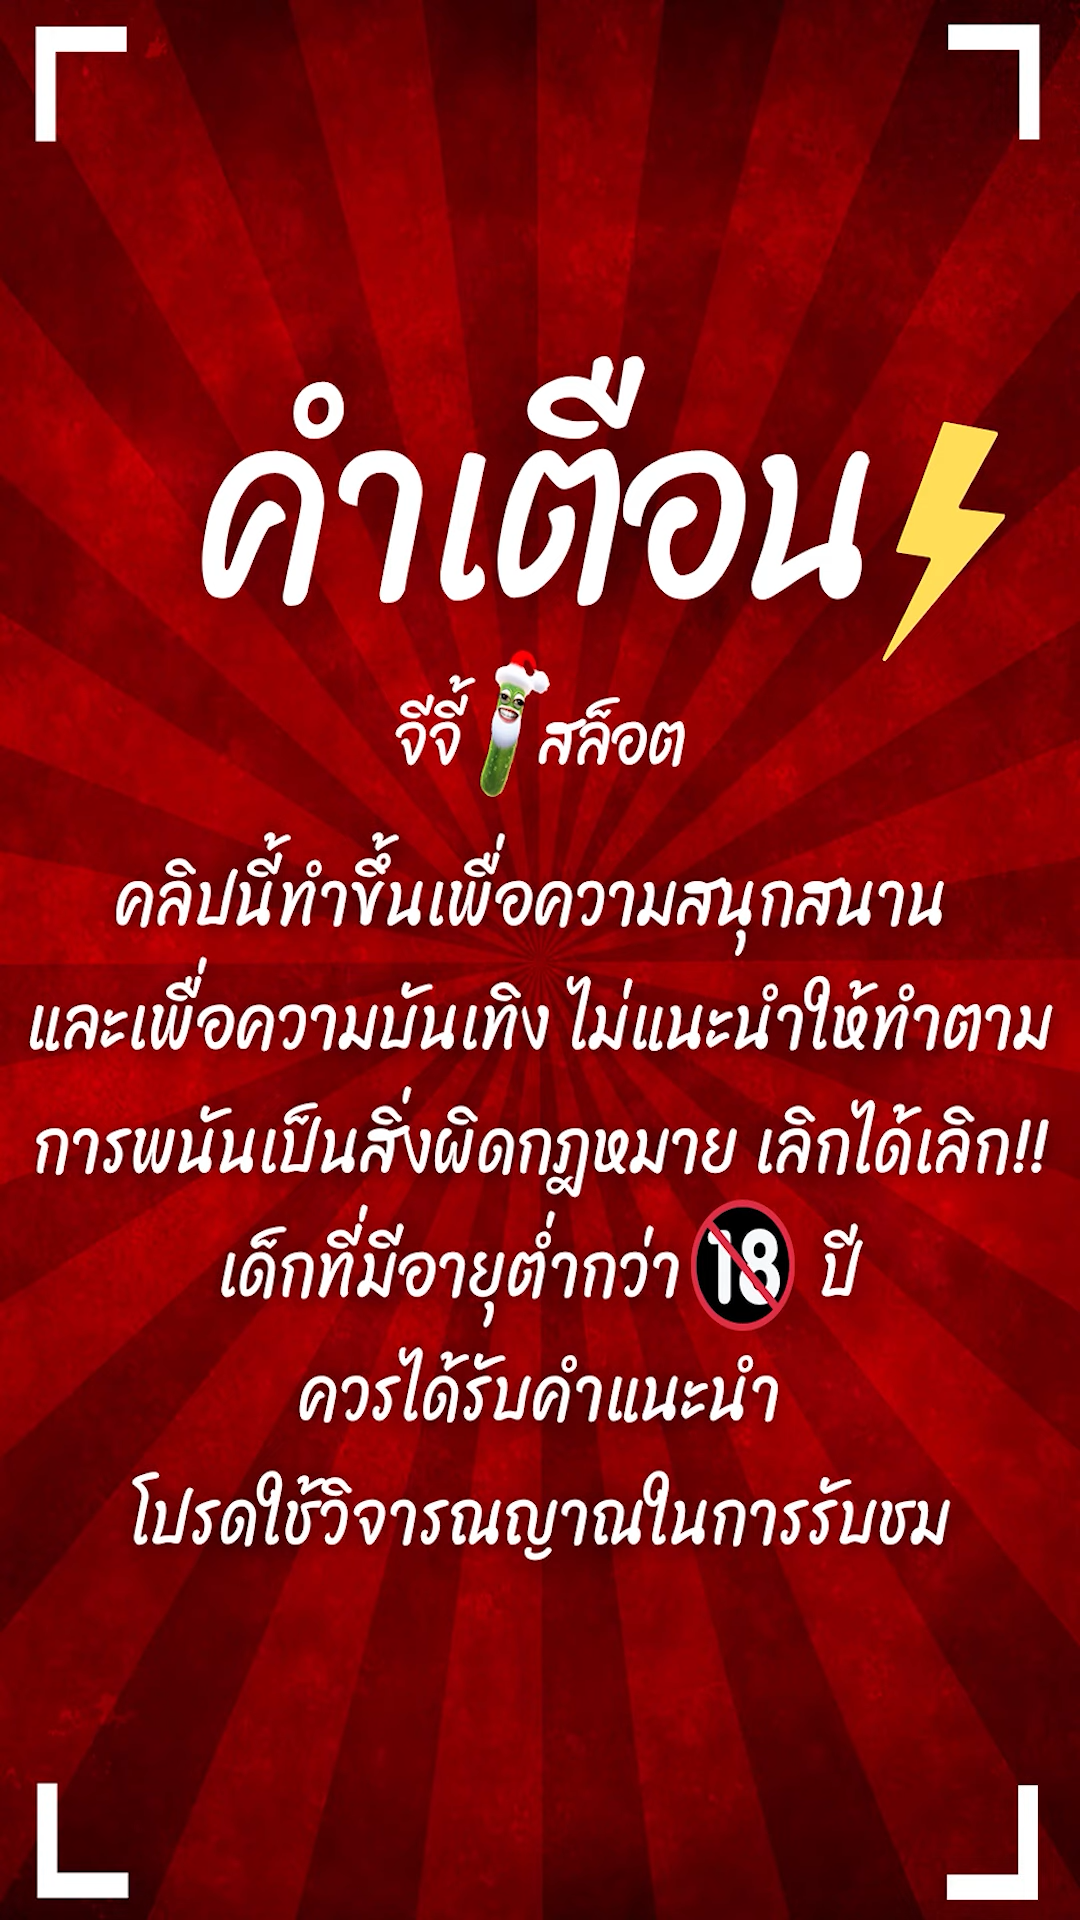 คำเตือน
จีจี้ สล็อต
คลิปนี้ทำขึ้นเพื่อความสนุกสนาน
และเพื่อความบันเทิง ไม่แนะนำให้ทำตาม
การพนันเป็นสิ่งผิดกฎหมาย เลิกได้เลิก!!
เด็กที่มีอายุต่ำกว่า 18 ปี
ควรได้รับคำแนะนำ
โปรดใช้วิจารณญาณในการรับชม